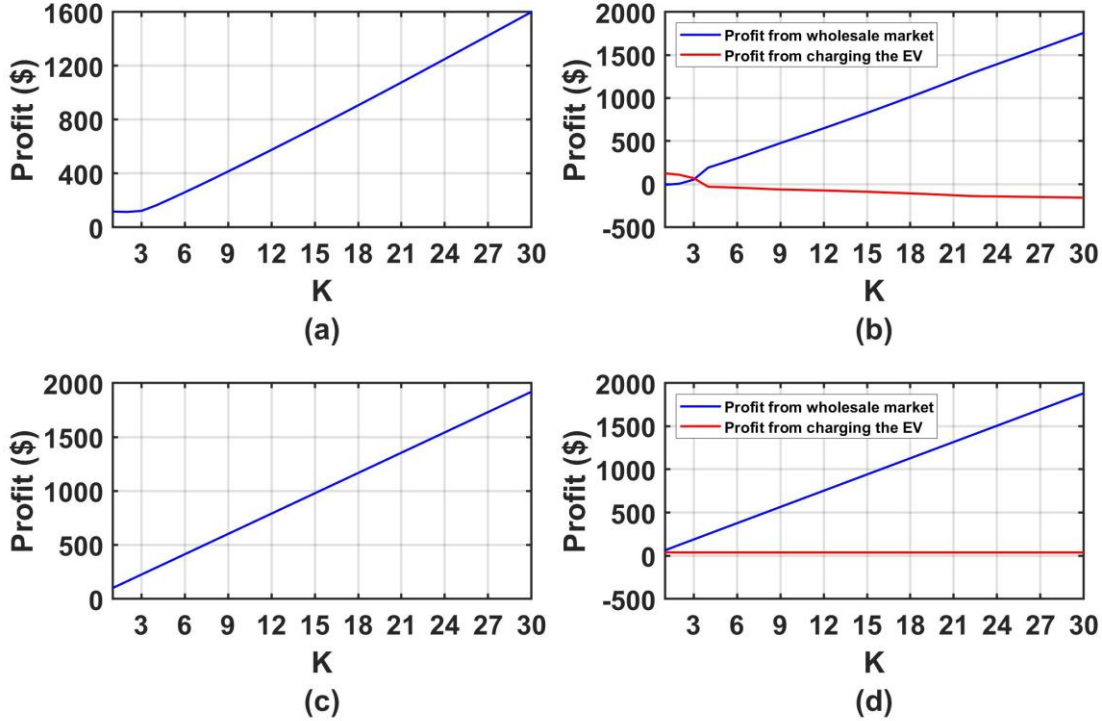 1600
1200
800
400
0
Profit ($)
3 6 9 12 15 18 21 24 27 30
K
(a)
2000
1500
1000
500
0
-500
Profit ($)
Profit from wholesale market
Profit from charging the EV
3 6 9 12 15 18 21 24 27 30
K
(b)
2000
1500
1000
500
0
Profit ($)
3 6 9 12 15 18 21 24 27 30
K
(c)
2000
1500
1000
500
0
-500
Profit ($)
Profit from wholesale market
Profit from charging the EV
3 6 9 12 15 18 21 24 27 30
K
(d)